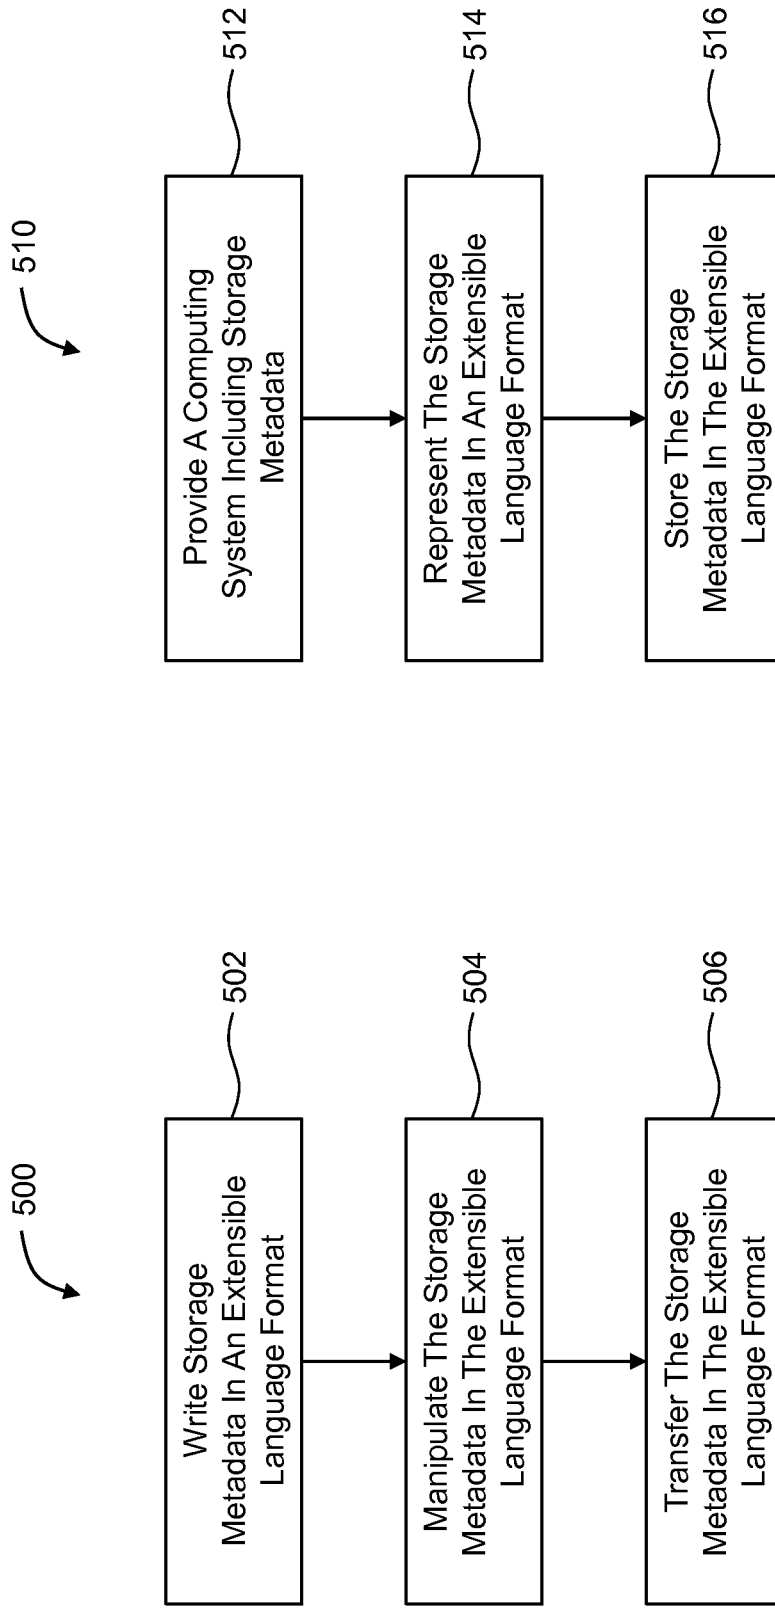 500
Write Storage
Metadata In An Extensible
Language Format
502
Manipulate The Storage
Metadata In The Extensible
Language Format
504
Transfer The Storage
Metadata In The Extensible
Language Format
506
510
Provide A Computing
System Including Storage
Metadata
512
Represent The Storage
Metadata In An Extensible
Language Format
514
Store The Storage
Metadata In The Extensible
Language Format
516